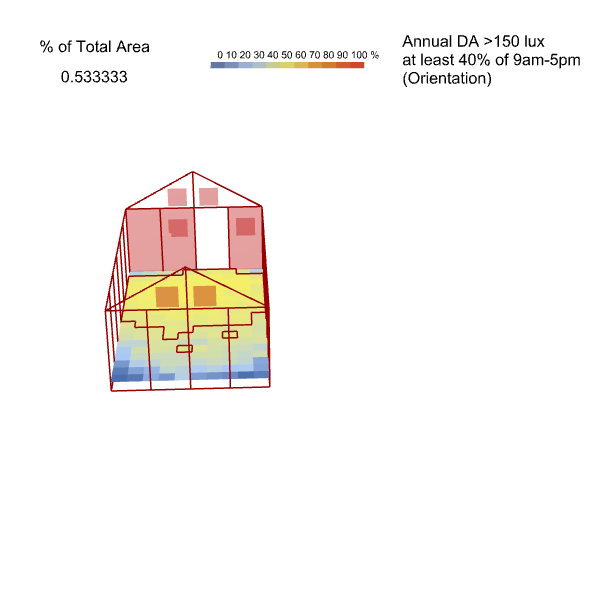 % of Total Area
0.533333
0 10 20 30 40 50 60 70 80 90 100 %
Annual DA >150 lux
at least 40% of 9am-5pm
(Orientation)